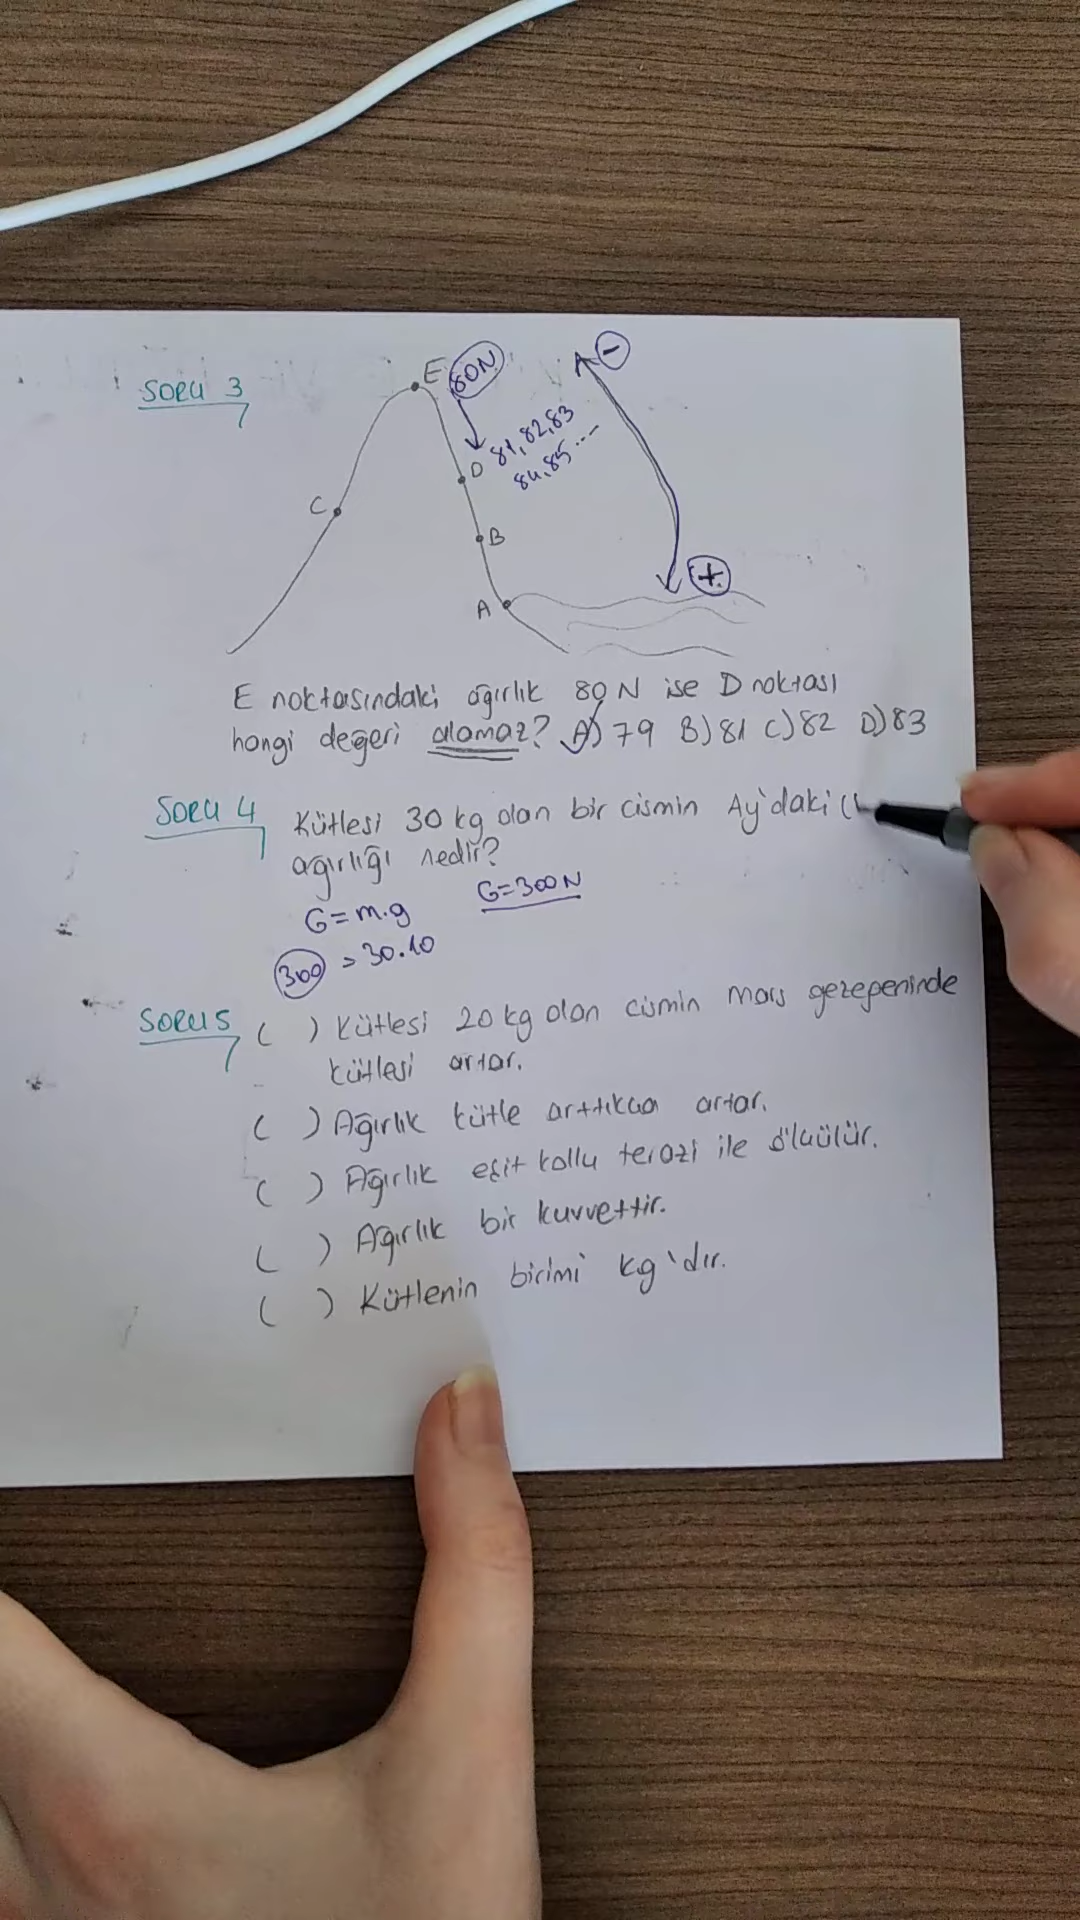 SORU 3
E 80N
−
81, 82, 83
84, 85 ...
D
C
B
+
A
E noktasındaki ağırlık 80 N ise D noktası
hangi değeri alamaz? A) 79 B) 81 C) 82 D) 83
SORU 4 Kütlesi 30 kg olan bir cismin Ay'daki (
ağırlığı nedir?
G=m.g G=300N
300 = 30.10
SORU 5 ( ) Kütlesi 20 kg olan cismin mars gezegeninde
kütlesi artar.
( ) Ağırlık kütle arttıkça artar.
( ) Ağırlık eşit kollu terazi ile ölçülür.
( ) Ağırlık bir kuvvettir.
( ) Kütlenin birimi kg'dır.